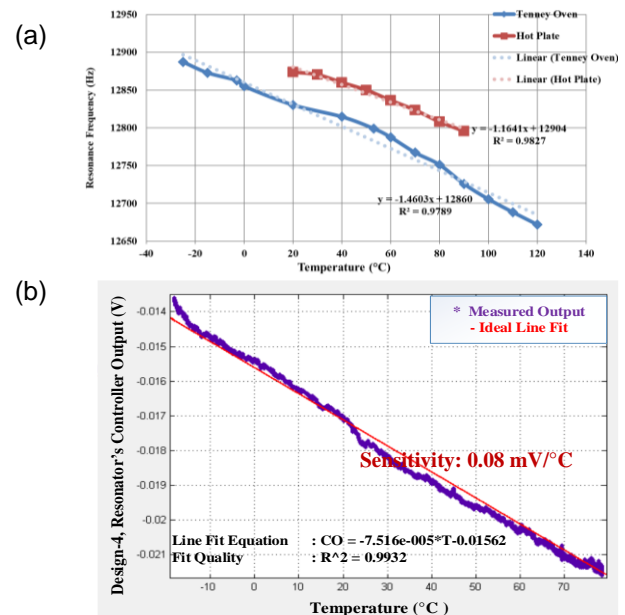 (a)
12950
12900
12850
12800
12750
12700
12650
Resonance Frequency (Hz)
-40 -20 0 20 40 60 80 100 120 140
Temperature (°C)
Tenney Oven
Hot Plate
Linear (Tenney Oven)
Linear (Hot Plate)
y = -1.1641x + 12904
R² = 0.9827
y = -1.4603x + 12860
R² = 0.9789
(b)
-0.014
-0.015
-0.016
-0.017
-0.018
-0.019
-0.02
-0.021
Design-4, Resonator's Controller Output (V)
* Measured Output
- Ideal Line Fit
Sensitivity: 0.08 mV/°C
Line Fit Equation : CO = -7.516e-005*T-0.01562
Fit Quality : R^2 = 0.9932
-10 0 10 20 30 40 50 60 70
Temperature (°C )